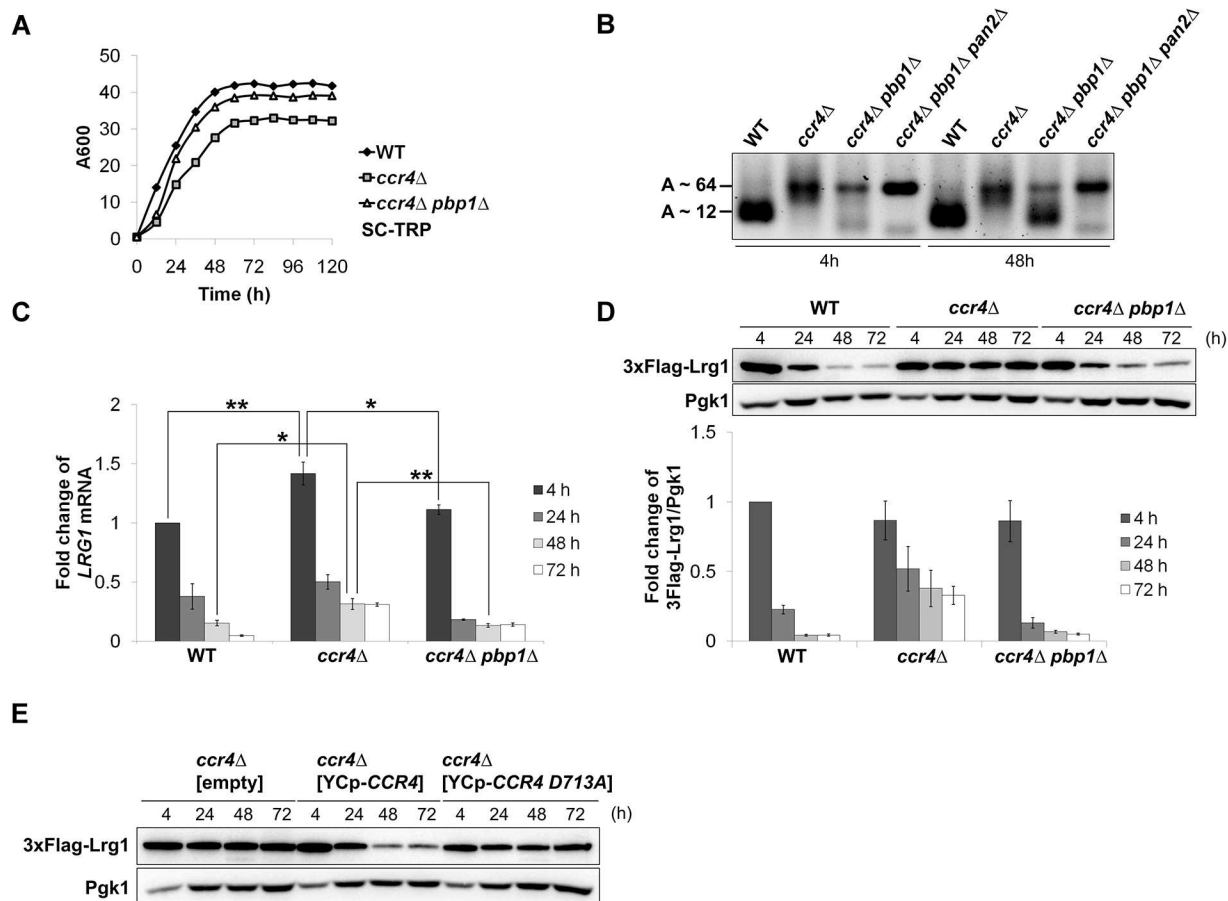 A
50
40
30
20
10
0
A600
0 24 48 72 96 120
Time (h)
WT
ccr4Δ
ccr4Δ pbp1Δ
SC-TRP
B
WT
ccr4Δ
ccr4Δ pbp1Δ
ccr4Δ pbp1Δ pan2Δ
WT
ccr4Δ
ccr4Δ pbp1Δ
ccr4Δ pbp1Δ pan2Δ
A ~ 64
A ~ 12
4h 48h
C
2
1.5
1
0.5
0
Fold change of
LRG1 mRNA
**
*
*
**
4 h
24 h
48 h
72 h
WT ccr4Δ ccr4Δ pbp1Δ
D
WT ccr4Δ ccr4Δ pbp1Δ
4 24 48 72 4 24 48 72 4 24 48 72 (h)
3xFlag-Lrg1
Pgk1
1.5
1
0.5
0
Fold change of
3Flag-Lrg1/Pgk1
4 h
24 h
48 h
72 h
WT ccr4Δ ccr4Δ pbp1Δ
E
ccr4Δ ccr4Δ ccr4Δ
[empty] [YCp-CCR4] [YCp-CCR4 D713A]
4 24 48 72 4 24 48 72 4 24 48 72 (h)
3xFlag-Lrg1
Pgk1